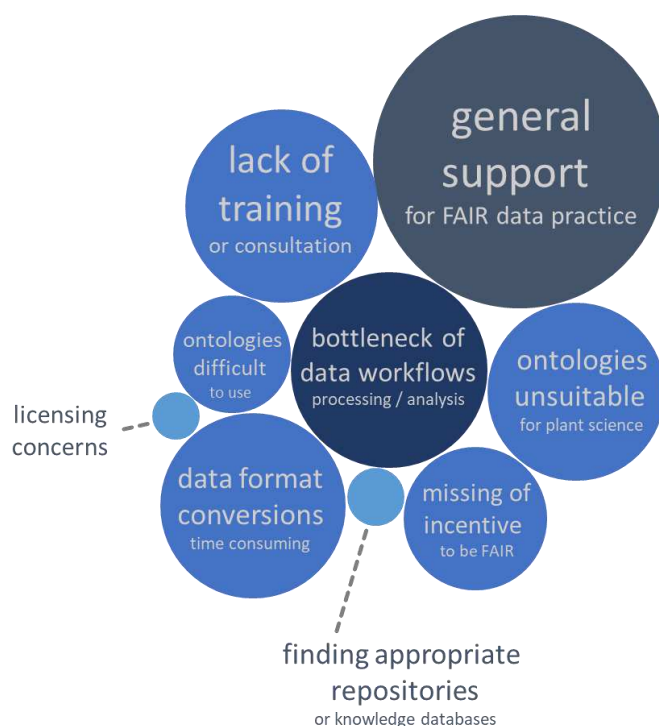 general
support
for FAIR data practice
lack of
training
or consultation
ontologies
difficult
to use
bottleneck of
data workflows
processing / analysis
ontologies
unsuitable
for plant science
licensing
concerns
data format
conversions
time consuming
missing of
incentive
to be FAIR
finding appropriate
repositories
or knowledge databases